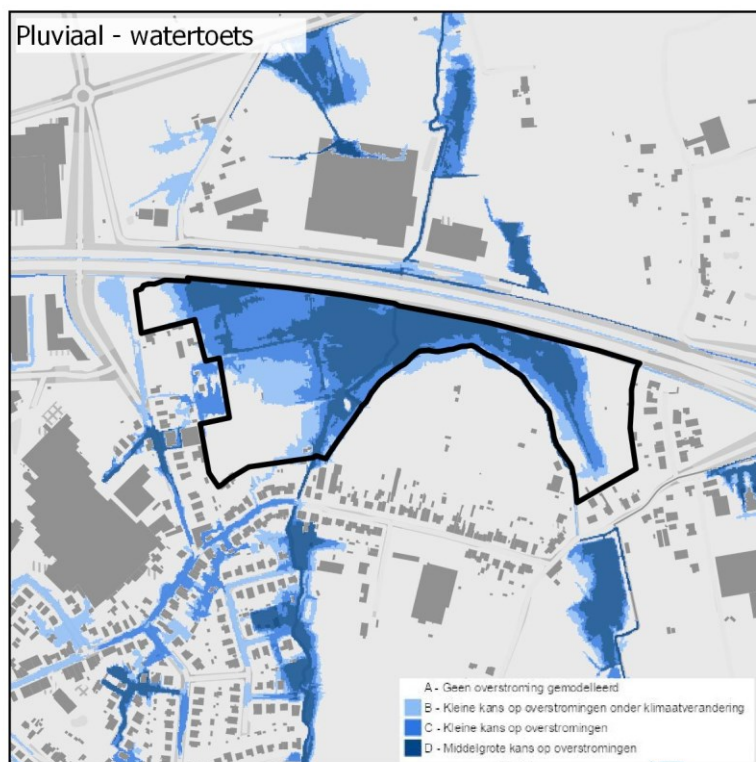 Pluviaal - watertoets
A - Geen overstroming gemodelleerd
B - Kleine kans op overstromingen onder klimaatverandering
C - Kleine kans op overstromingen
D - Middelgrote kans op overstromingen